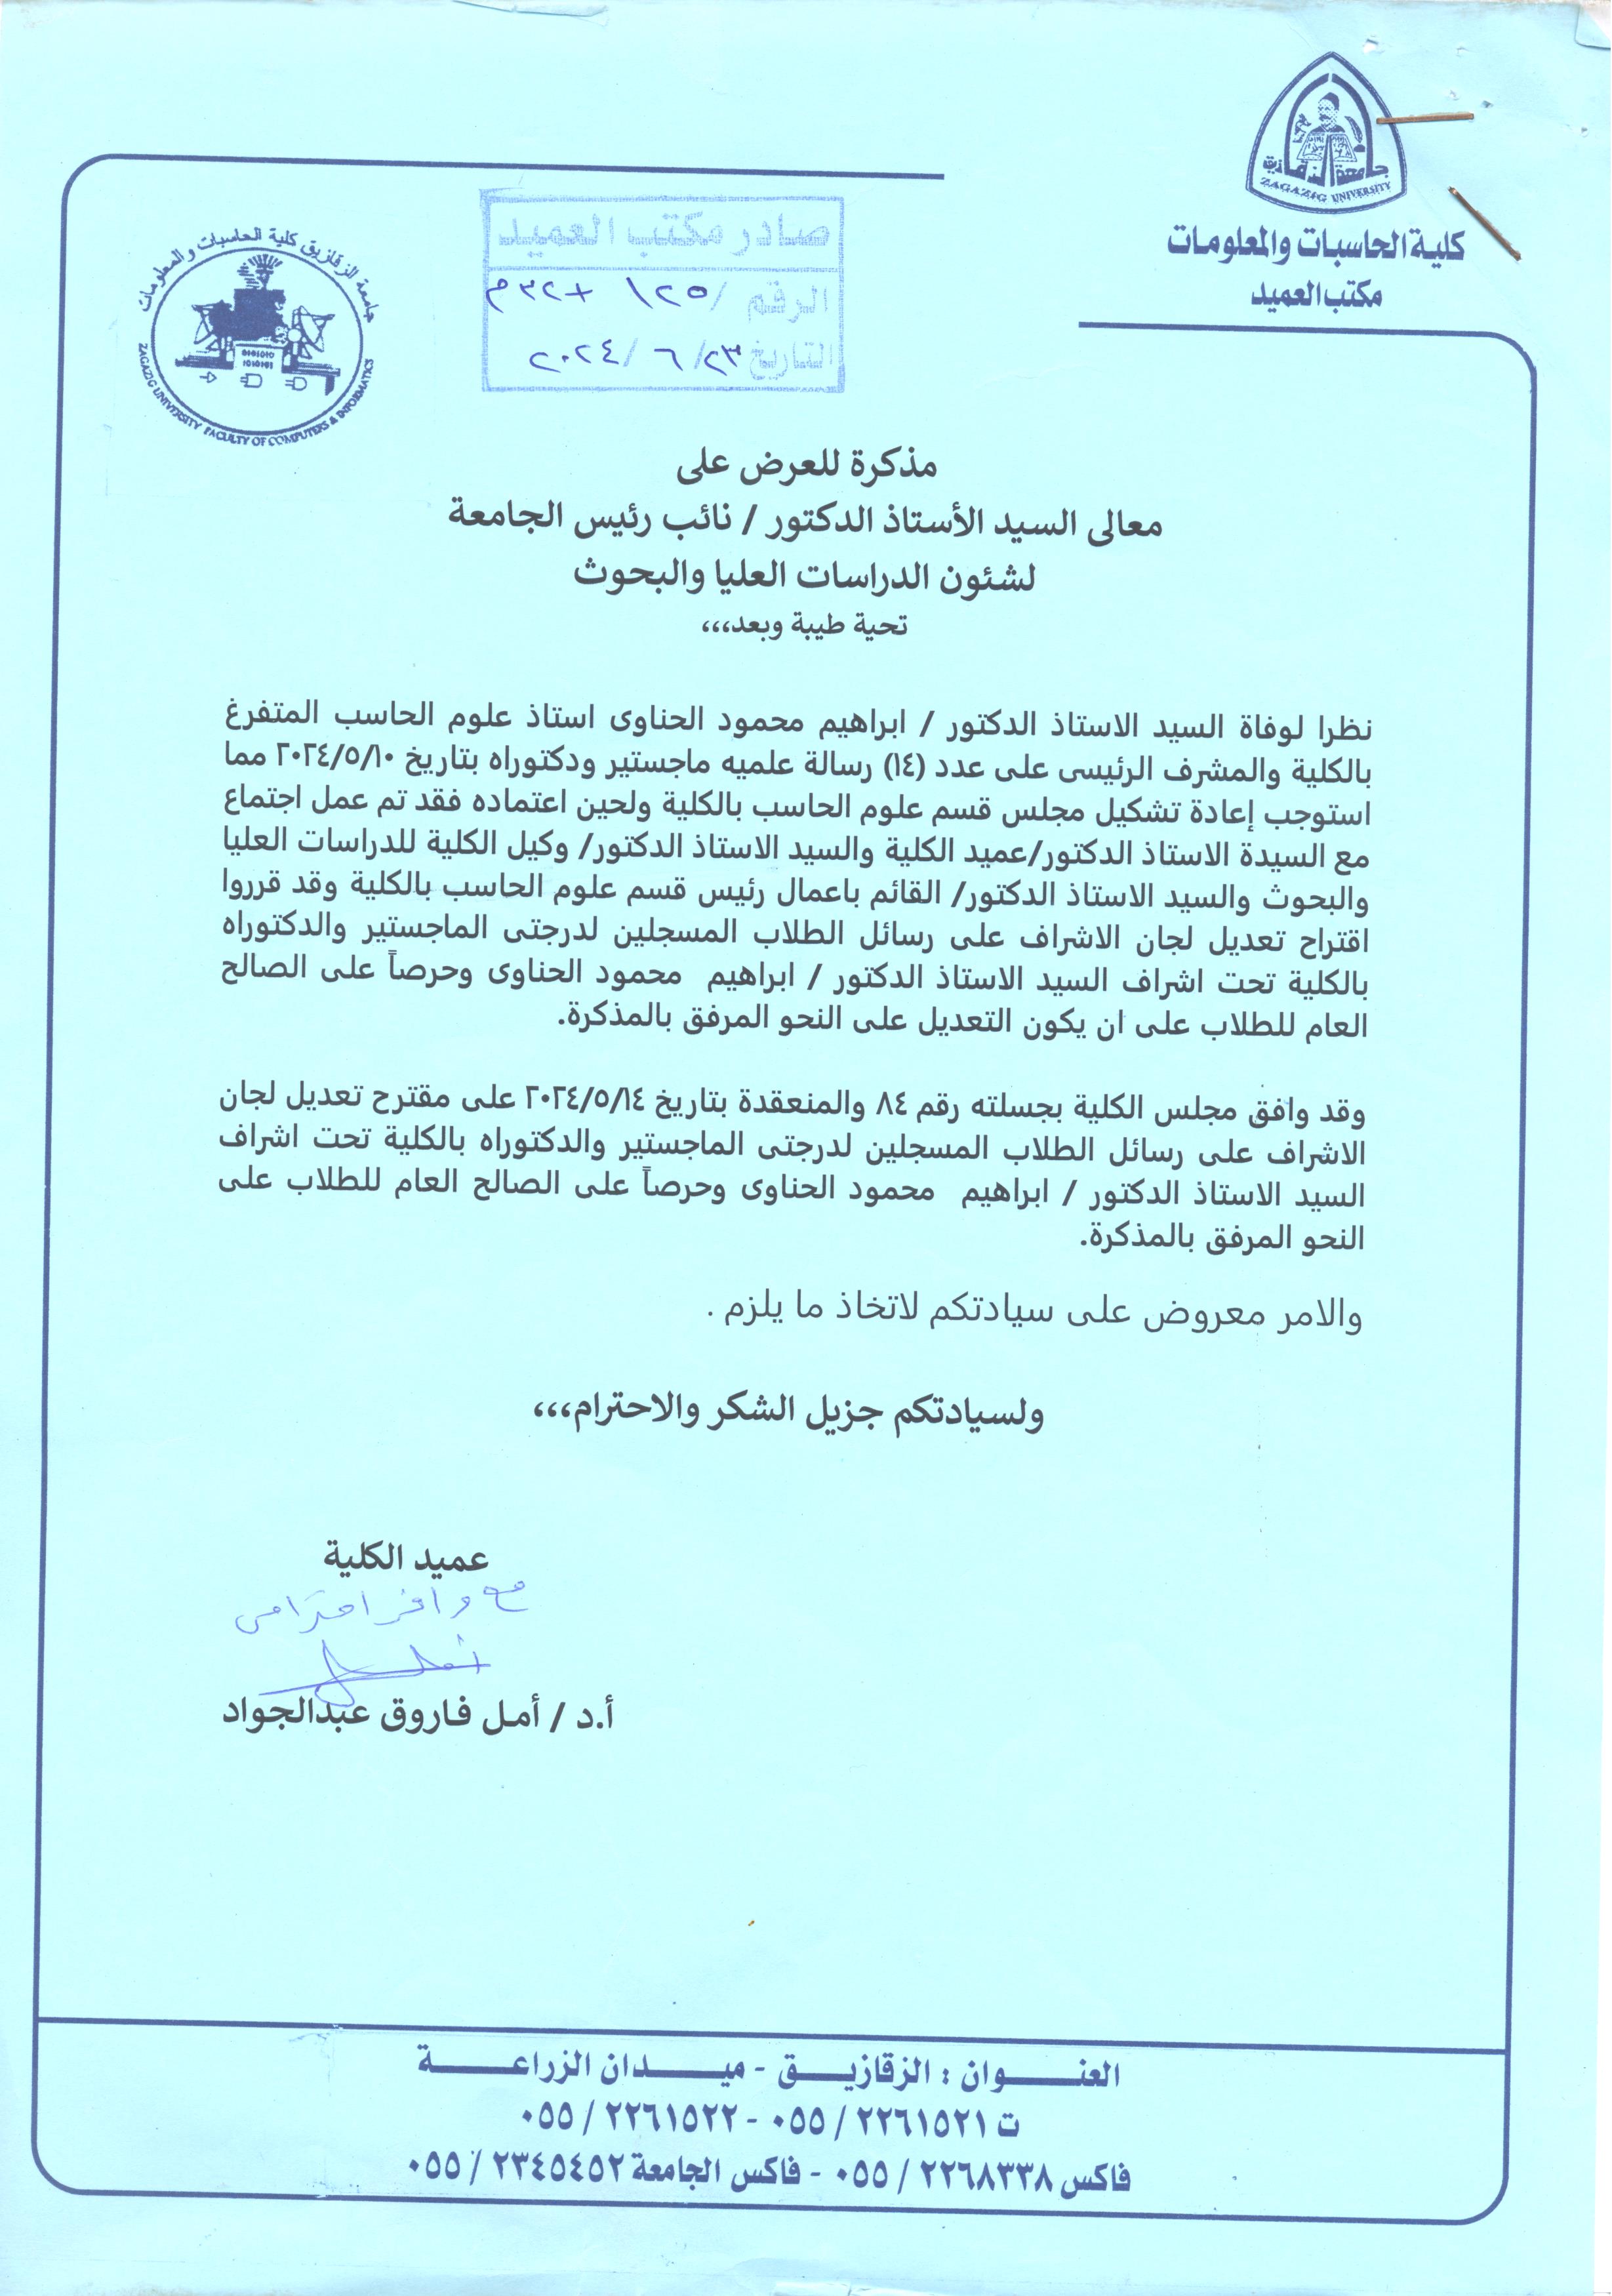 جامعة الزقازيق
ZAGAZIG UNIVERSITY
كلية الحاسبات والمعلومات
مكتب العميد
جامعة الزقازيق كلية الحاسبات والمعلومات
0101010
1010101
ZAGAZIG UNIVERSITY FACULTY OF COMPUTERS & INFORMATICS
صادر مكتب العميد
الرقم / ١٢٥
التاريخ ٢٣ / ٦ / ٢٠٢٤
مذكرة للعرض على
معالى السيد الأستاذ الدكتور / نائب رئيس الجامعة
لشئون الدراسات العليا والبحوث
تحية طيبة وبعد،،،
نظرا لوفاة السيد الاستاذ الدكتور / ابراهيم محمود الحناوى استاذ علوم الحاسب المتفرغ
بالكلية والمشرف الرئيسى على عدد (١٤) رسالة علميه ماجستير ودكتوراه بتاريخ ٢٠٢٤/٥/١٠ مما
استوجب إعادة تشكيل مجلس قسم علوم الحاسب بالكلية ولحين اعتماده فقد تم عمل اجتماع
مع السيدة الاستاذ الدكتور/عميد الكلية والسيد الاستاذ الدكتور/ وكيل الكلية للدراسات العليا
والبحوث والسيد الاستاذ الدكتور/ القائم باعمال رئيس قسم علوم الحاسب بالكلية وقد قرروا
اقتراح تعديل لجان الاشراف على رسائل الطلاب المسجلين لدرجتى الماجستير والدكتوراه
بالكلية تحت اشراف السيد الاستاذ الدكتور / ابراهيم محمود الحناوى وحرصاً على الصالح
العام للطلاب على ان يكون التعديل على النحو المرفق بالمذكرة.
وقد وافق مجلس الكلية بجسلته رقم ٨٤ والمنعقدة بتاريخ ٢٠٢٤/٥/١٤ على مقترح تعديل لجان
الاشراف على رسائل الطلاب المسجلين لدرجتى الماجستير والدكتوراه بالكلية تحت اشراف
السيد الاستاذ الدكتور / ابراهيم محمود الحناوى وحرصاً على الصالح العام للطلاب على
النحو المرفق بالمذكرة.
والامر معروض على سيادتكم لاتخاذ ما يلزم .
ولسيادتكم جزيل الشكر والاحترام،،،
عميد الكلية
مع وافر احترامى
أ.د / أمل فاروق عبدالجواد
العنـــوان : الزقازيـــق - ميـــدان الزراعـــة
ت ٢٢٦١٥٢١ / ٠٥٥ - ٢٢٦١٥٢٢ / ٠٥٥
فاكس ٢٢٦٨٣٣٨ / ٠٥٥ - فاكس الجامعة ٢٣٤٥٤٥٢ / ٠٥٥